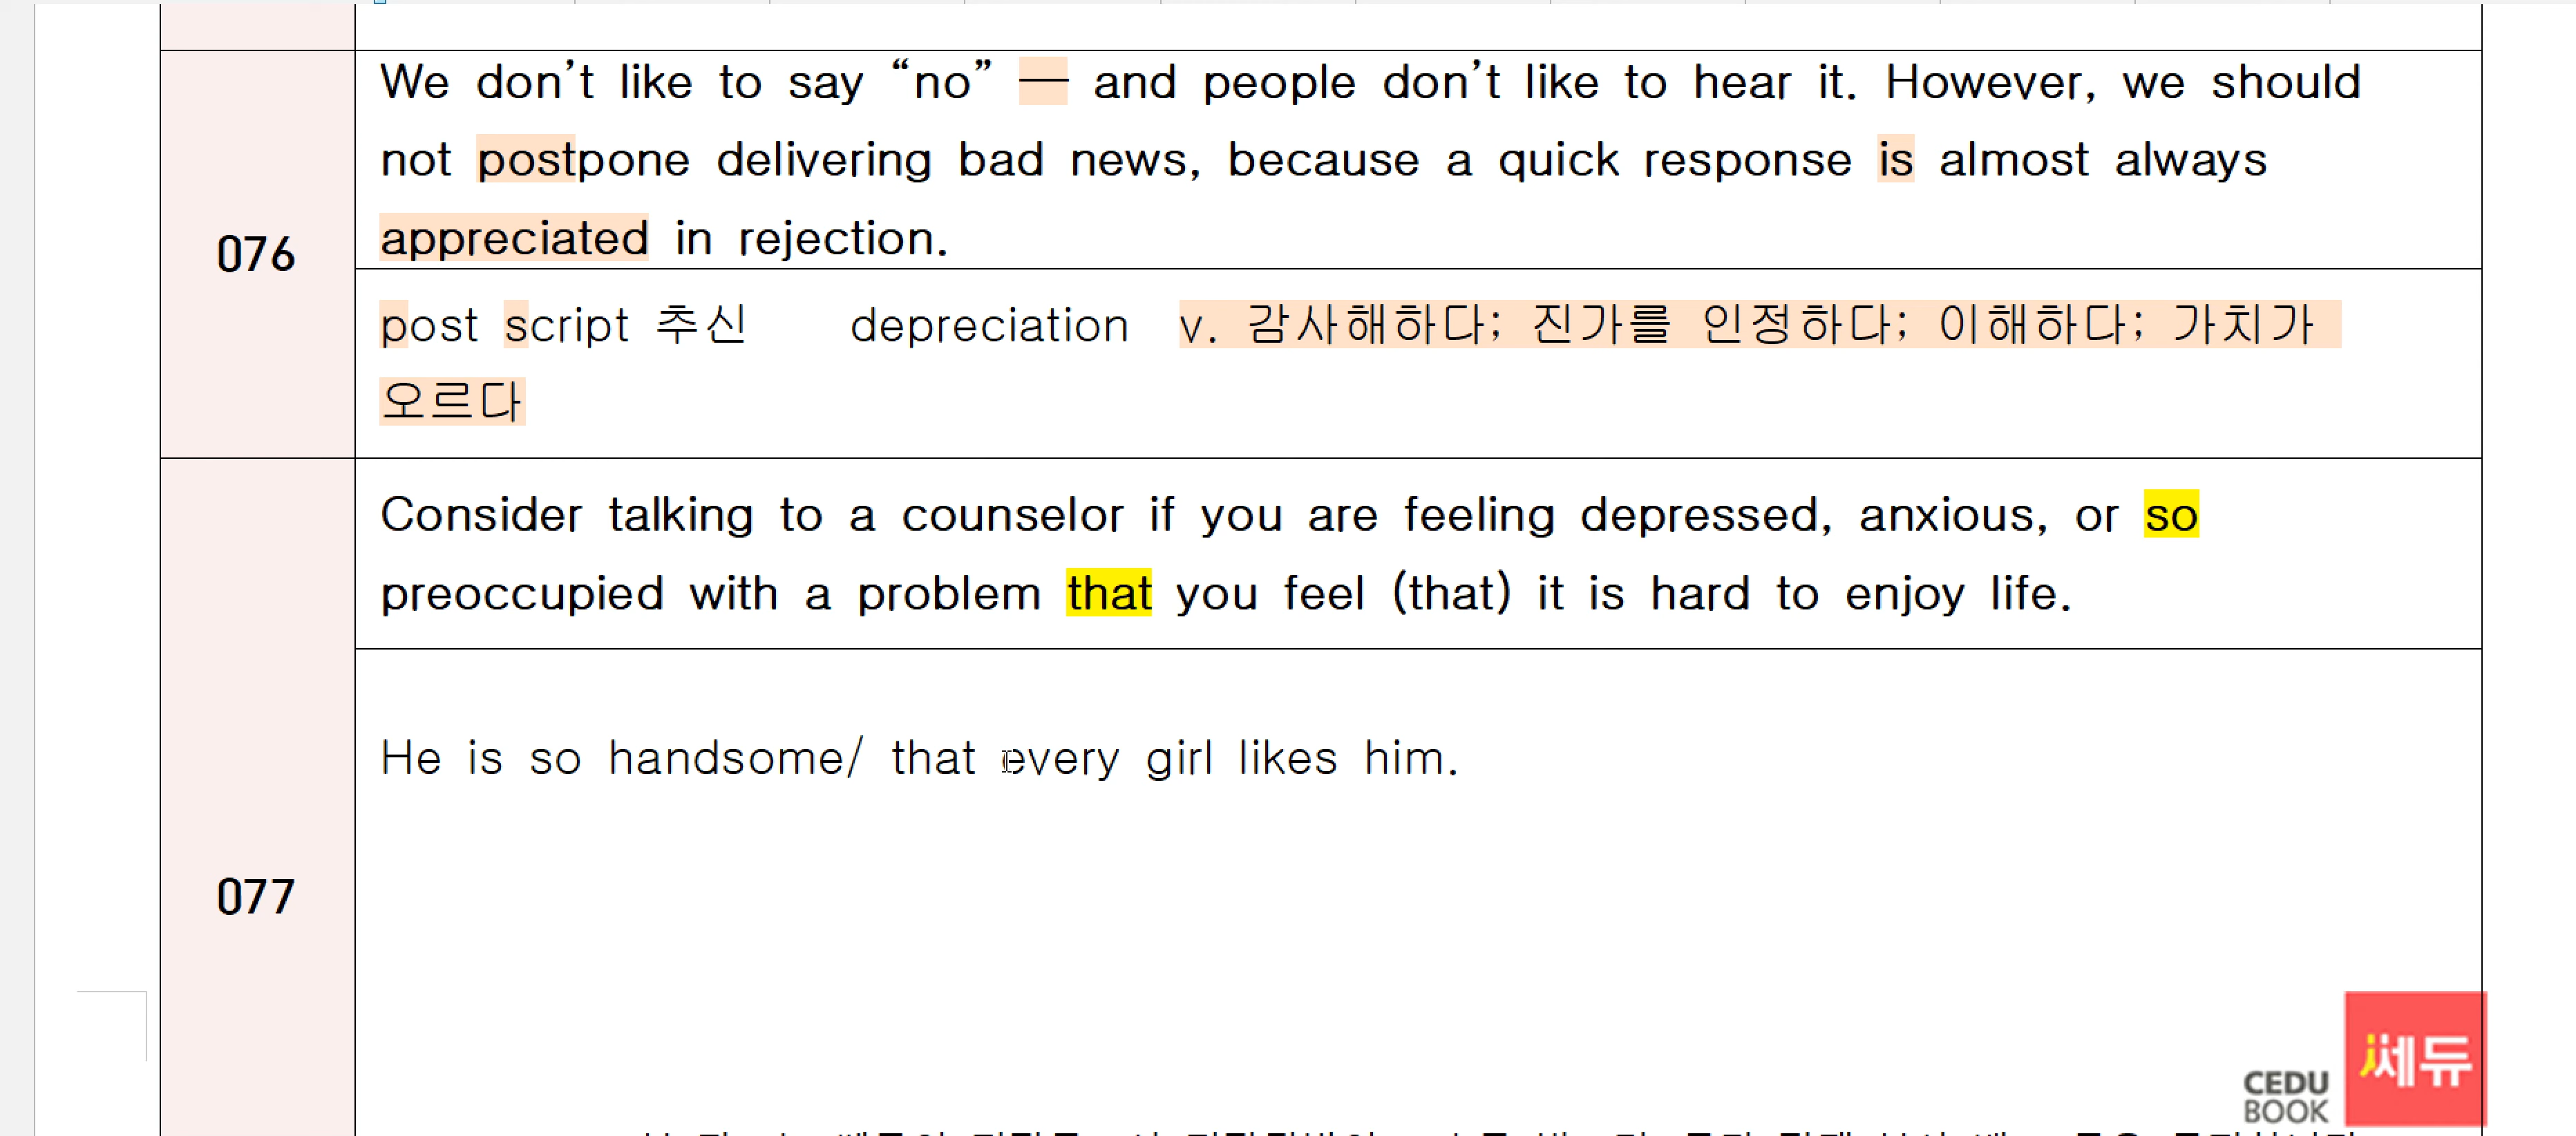 We don't like to say “no” — and people don't like to hear it. However, we should
not postpone delivering bad news, because a quick response is almost always
appreciated in rejection.
076
post script 추신 depreciation v. 감사해하다; 진가를 인정하다; 이해하다; 가치가
오르다
Consider talking to a counselor if you are feeling depressed, anxious, or so
preoccupied with a problem that you feel (that) it is hard to enjoy life.
He is so handsome/ that every girl likes him.
077
CEDU
BOOK
쎄듀